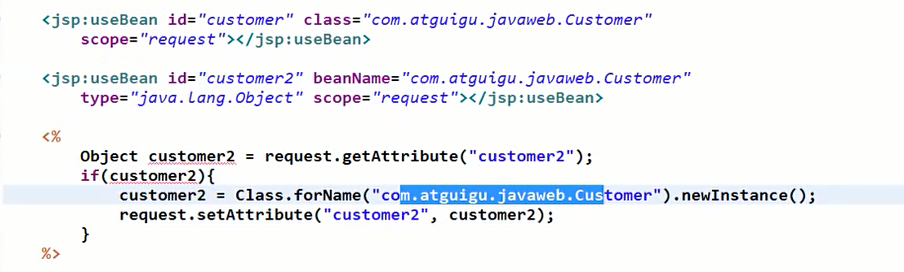 <jsp:useBean id="customer" class="com.atguigu.javaweb.Customer"
scope="request"></jsp:useBean>
<jsp:useBean id="customer2" beanName="com.atguigu.javaweb.Customer"
type="java.lang.Object" scope="request"></jsp:useBean>
<%
Object customer2 = request.getAttribute("customer2");
if(customer2){
customer2 = Class.forName("com.atguigu.javaweb.Customer").newInstance();
request.setAttribute("customer2", customer2);
}
%>